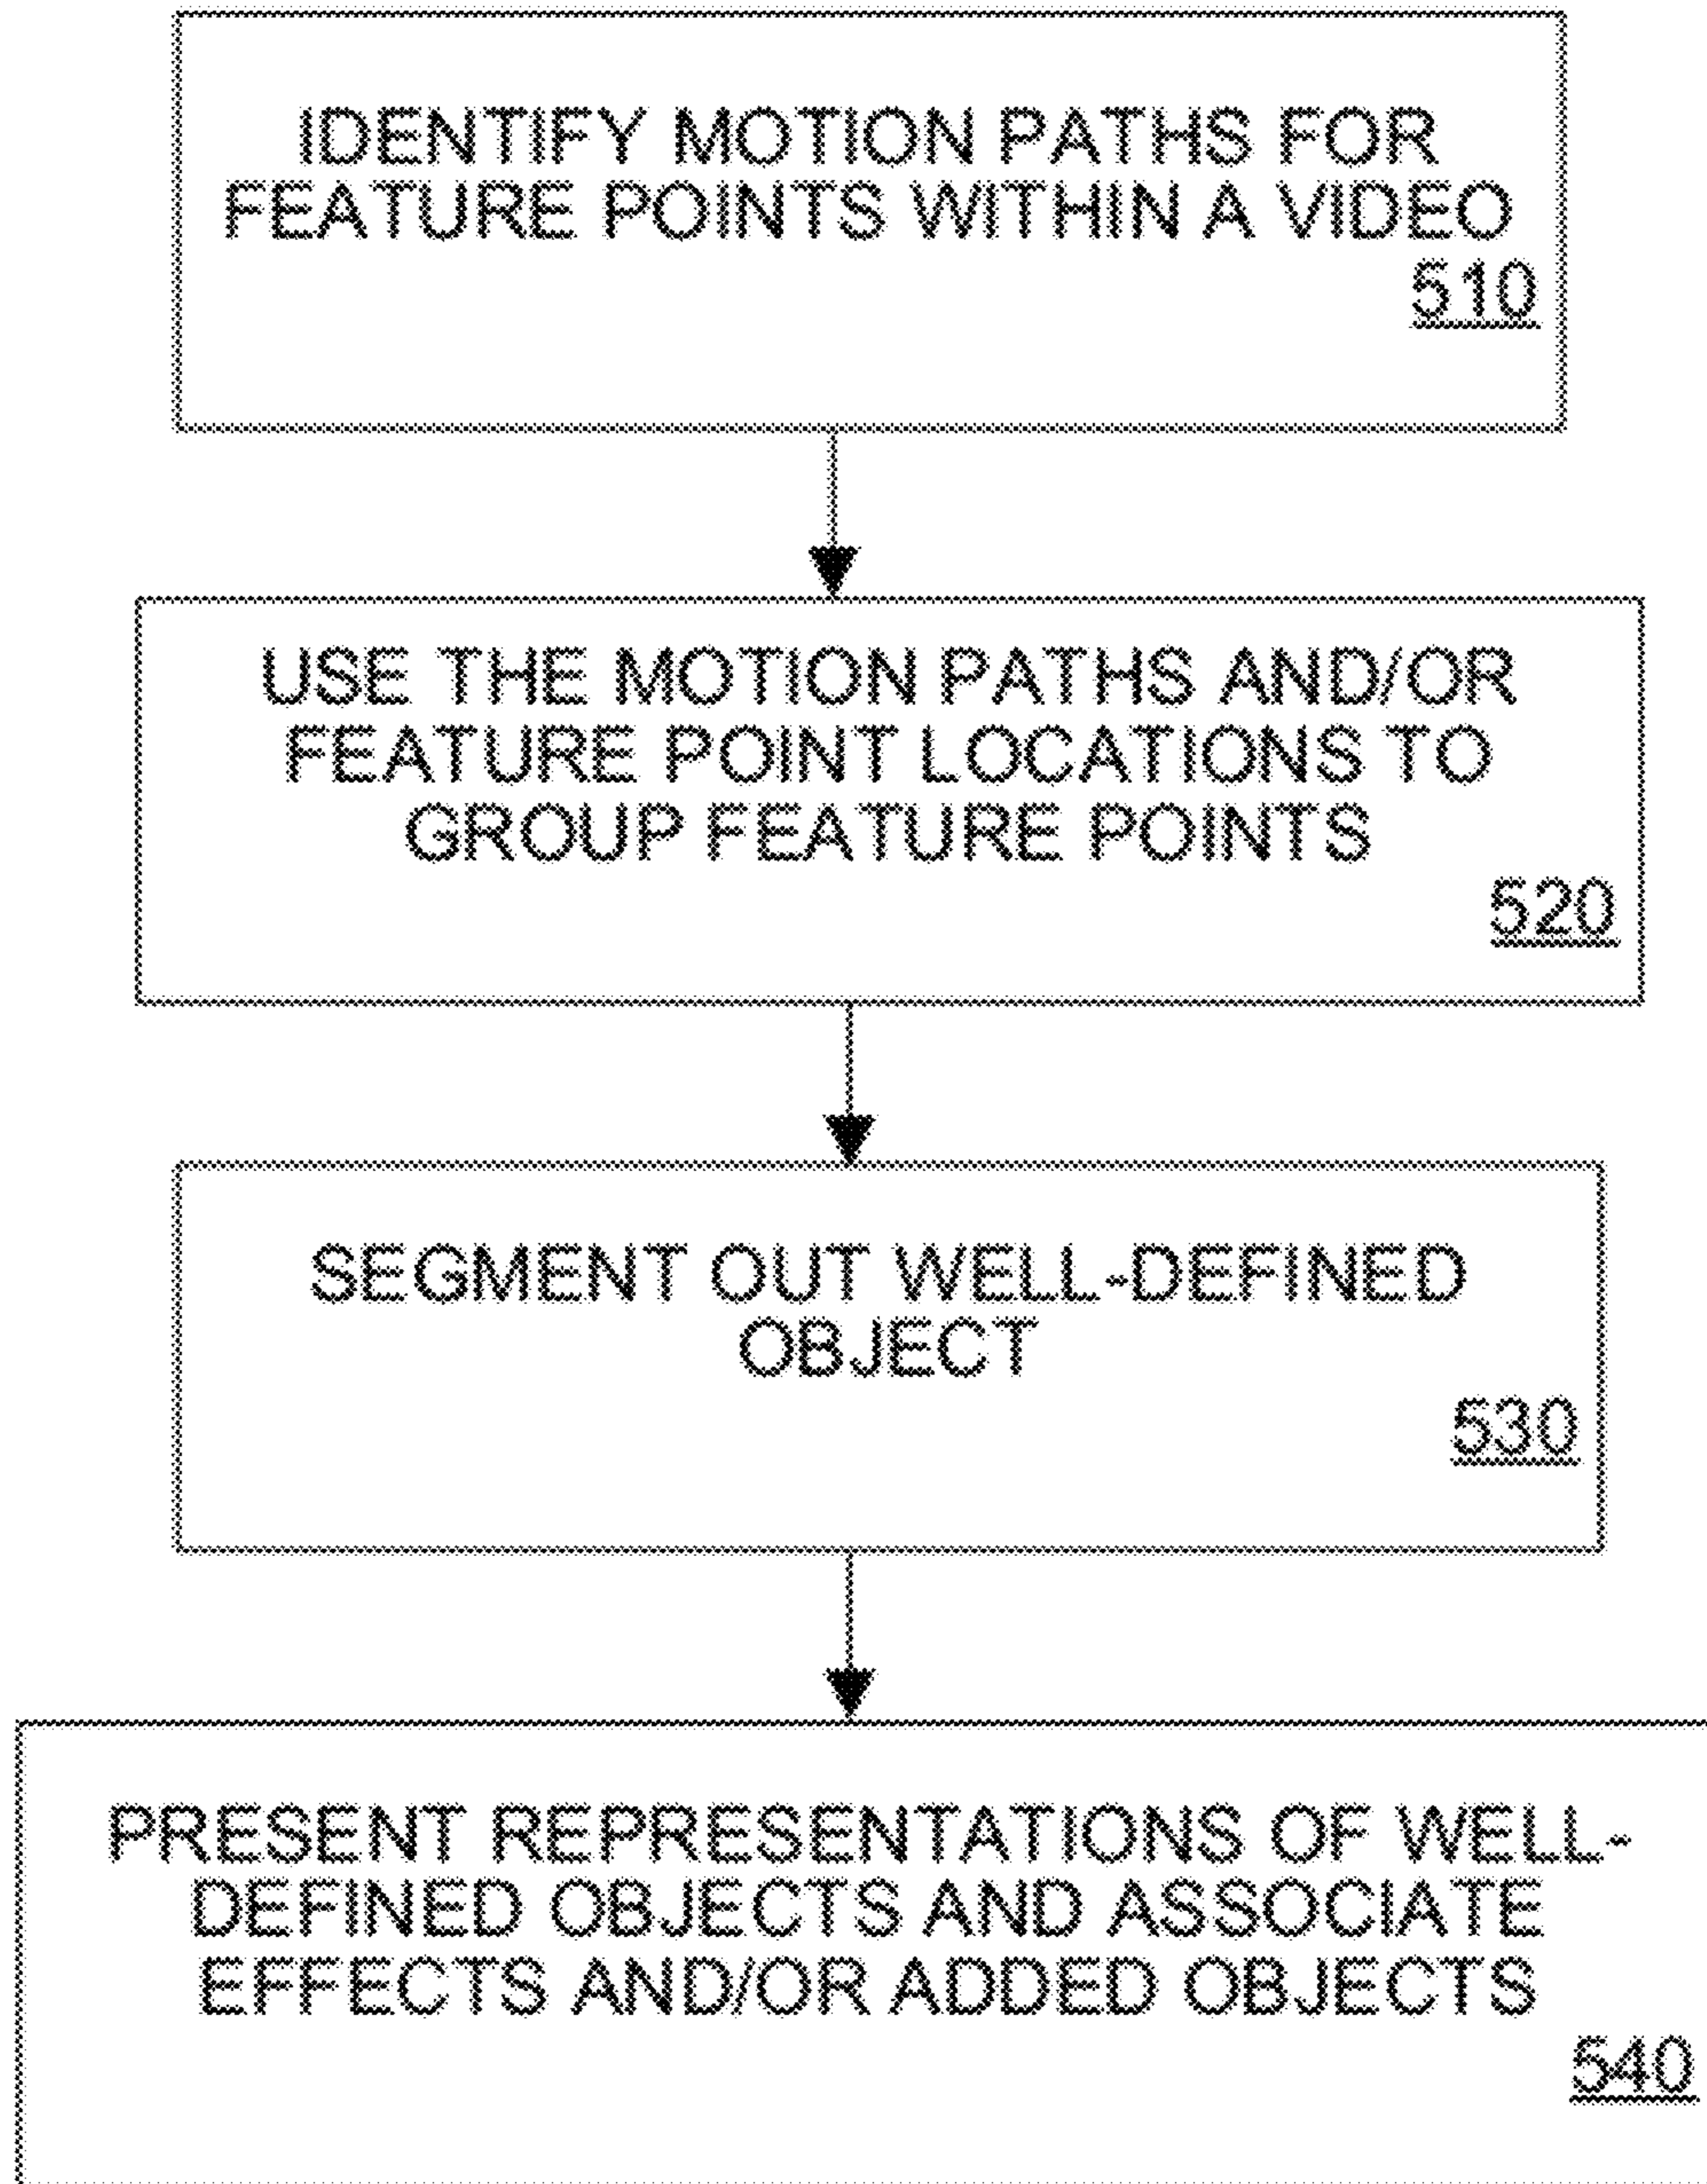 IDENTIFY MOTION PATHS FOR
FEATURE POINTS WITHIN A VIDEO
510
USE THE MOTION PATHS AND/OR
FEATURE POINT LOCATIONS TO
GROUP FEATURE POINTS
520
SEGMENT OUT WELL-DEFINED
OBJECT
530
PRESENT REPRESENTATIONS OF WELL-
DEFINED OBJECTS AND ASSOCIATE
EFFECTS AND/OR ADDED OBJECTS
540